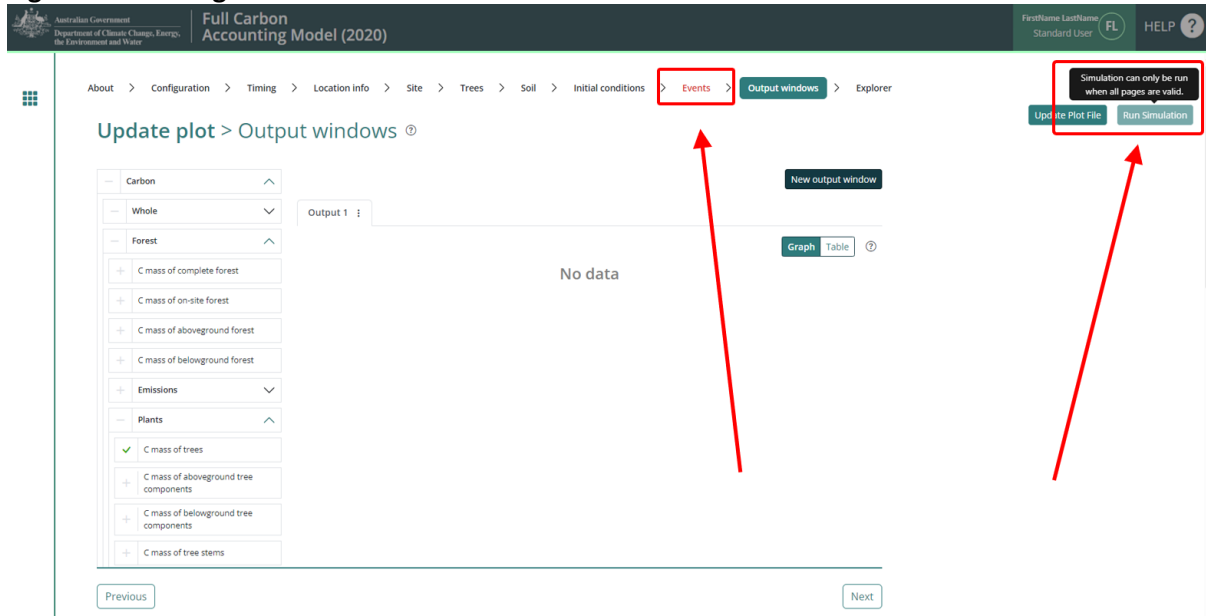 Australian Government
Department of Climate Change, Energy,
the Environment and Water
Full Carbon
Accounting Model (2020)
FirstName LastName
Standard User
FL
HELP ?
About > Configuration > Timing > Location info > Site > Trees > Soil > Initial conditions > Events > Output windows > Explorer
Simulation can only be run
when all pages are valid.
Update Plot File
Run Simulation
Update plot > Output windows ?
Carbon
New output window
Whole
Output 1
Forest
Graph Table ?
C mass of complete forest
No data
C mass of on-site forest
C mass of aboveground forest
C mass of belowground forest
Emissions
Plants
C mass of trees
C mass of aboveground tree
components
C mass of belowground tree
components
C mass of tree stems
Previous
Next